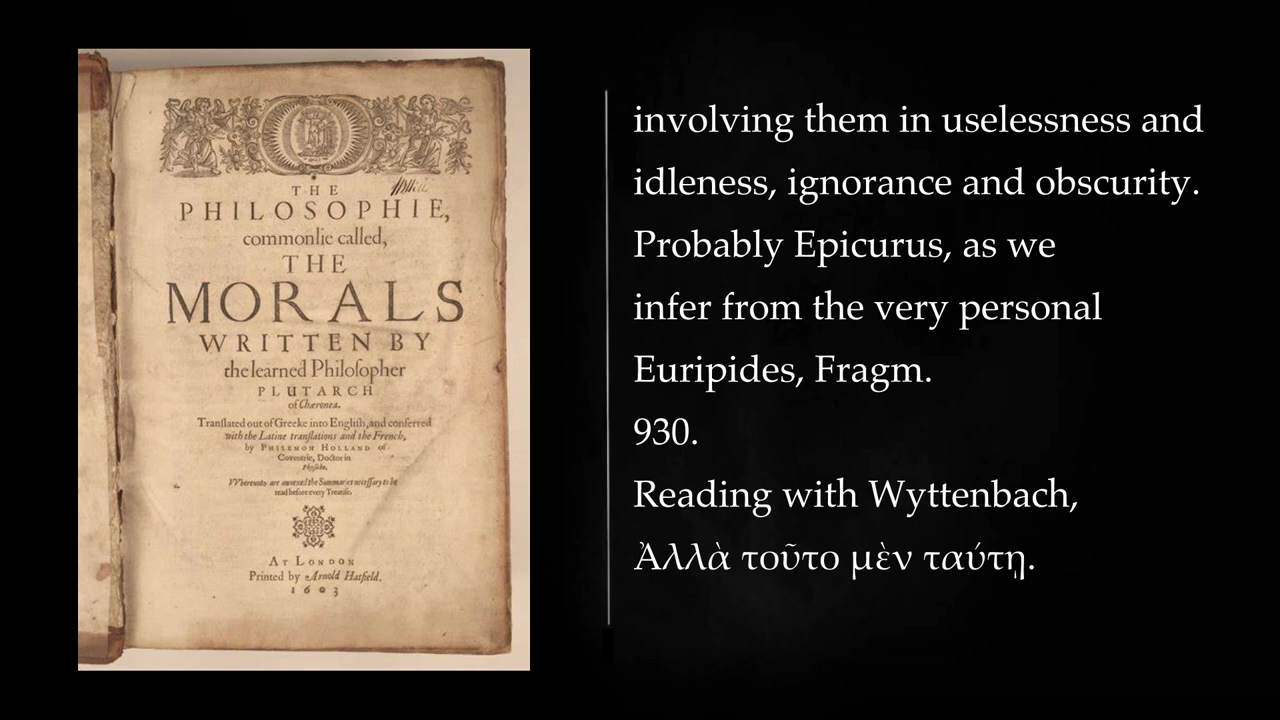 THE
PHILOSOPHIE,
commonlie called,
THE
MORALS
WRITTEN BY
the learned Philosopher
PLUTARCH
of Chæronea.
Translated out of Greeke into English, and conferred
with the Latine translations and the French,
by PHILEMON HOLLAND of
Coventrie, Doctor in
Physicke.
VVhereunto are annexed the Summaries necessary to be
read before every Treatise.
AT LONDON
Printed by Arnold Hatfield.
1603
involving them in uselessness and
idleness, ignorance and obscurity.
Probably Epicurus, as we
infer from the very personal
Euripides, Fragm.
930.
Reading with Wyttenbach,
Ἀλλὰ τοῦτο μὲν ταύτῃ.